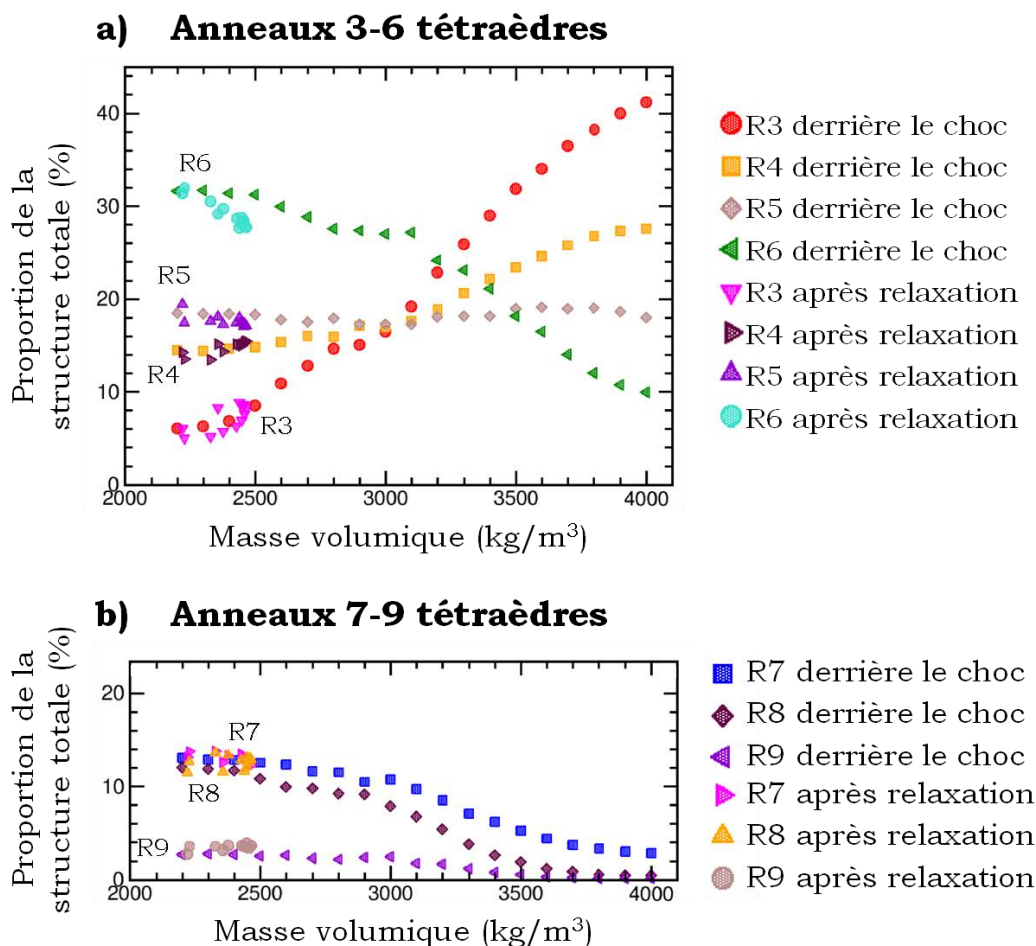 a) Anneaux 3-6 tétraèdres
Proportion de la
structure totale (%)
40
30
20
10
0
R6
R5
R4
R3
2000 2500 3000 3500 4000
Masse volumique (kg/m³)
R3 derrière le choc
R4 derrière le choc
R5 derrière le choc
R6 derrière le choc
R3 après relaxation
R4 après relaxation
R5 après relaxation
R6 après relaxation
b) Anneaux 7-9 tétraèdres
Proportion de la
structure totale (%)
20
10
0
R7
R8
R9
2000 2500 3000 3500 4000
Masse volumique (kg/m³)
R7 derrière le choc
R8 derrière le choc
R9 derrière le choc
R7 après relaxation
R8 après relaxation
R9 après relaxation